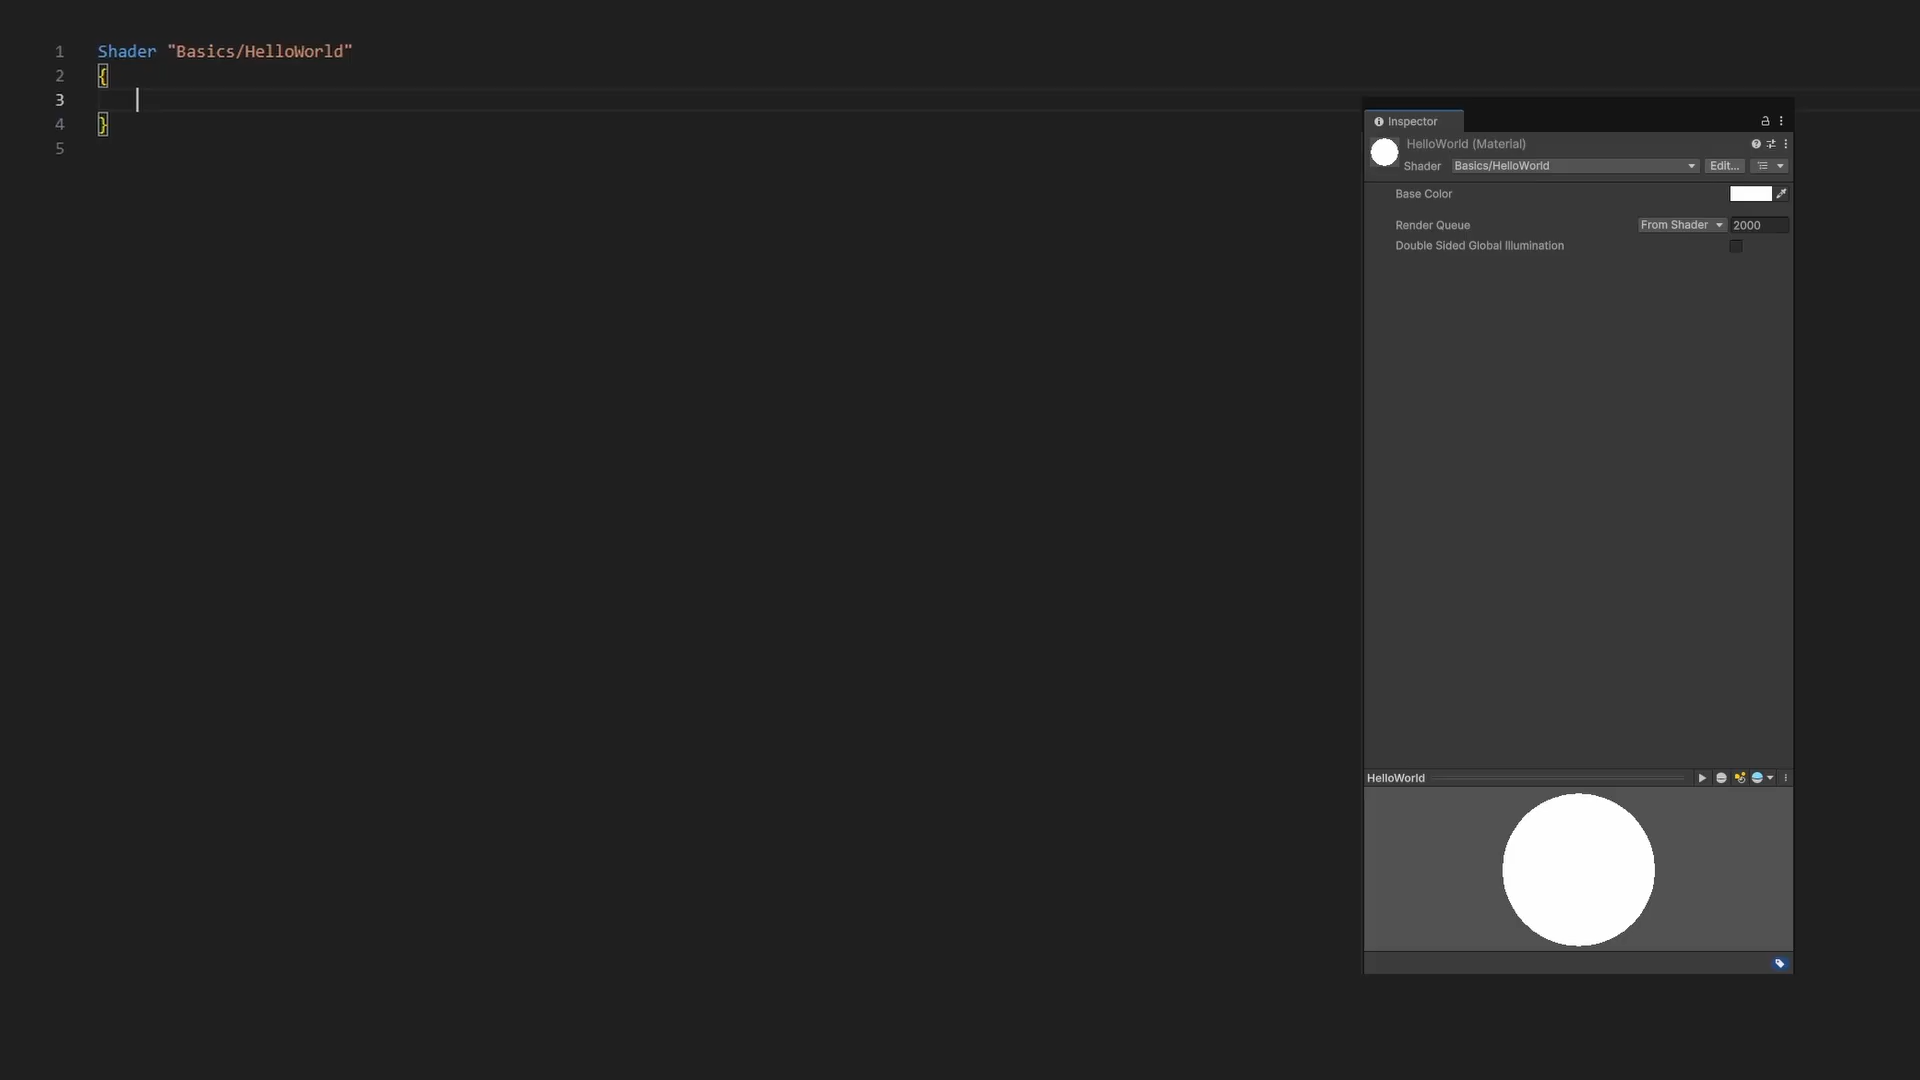 1 Shader "Basics/HelloWorld"
2 {
3
4 }
5
Inspector
HelloWorld (Material)
Shader Basics/HelloWorld Edit...
Base Color
Render Queue From Shader 2000
Double Sided Global Illumination
HelloWorld